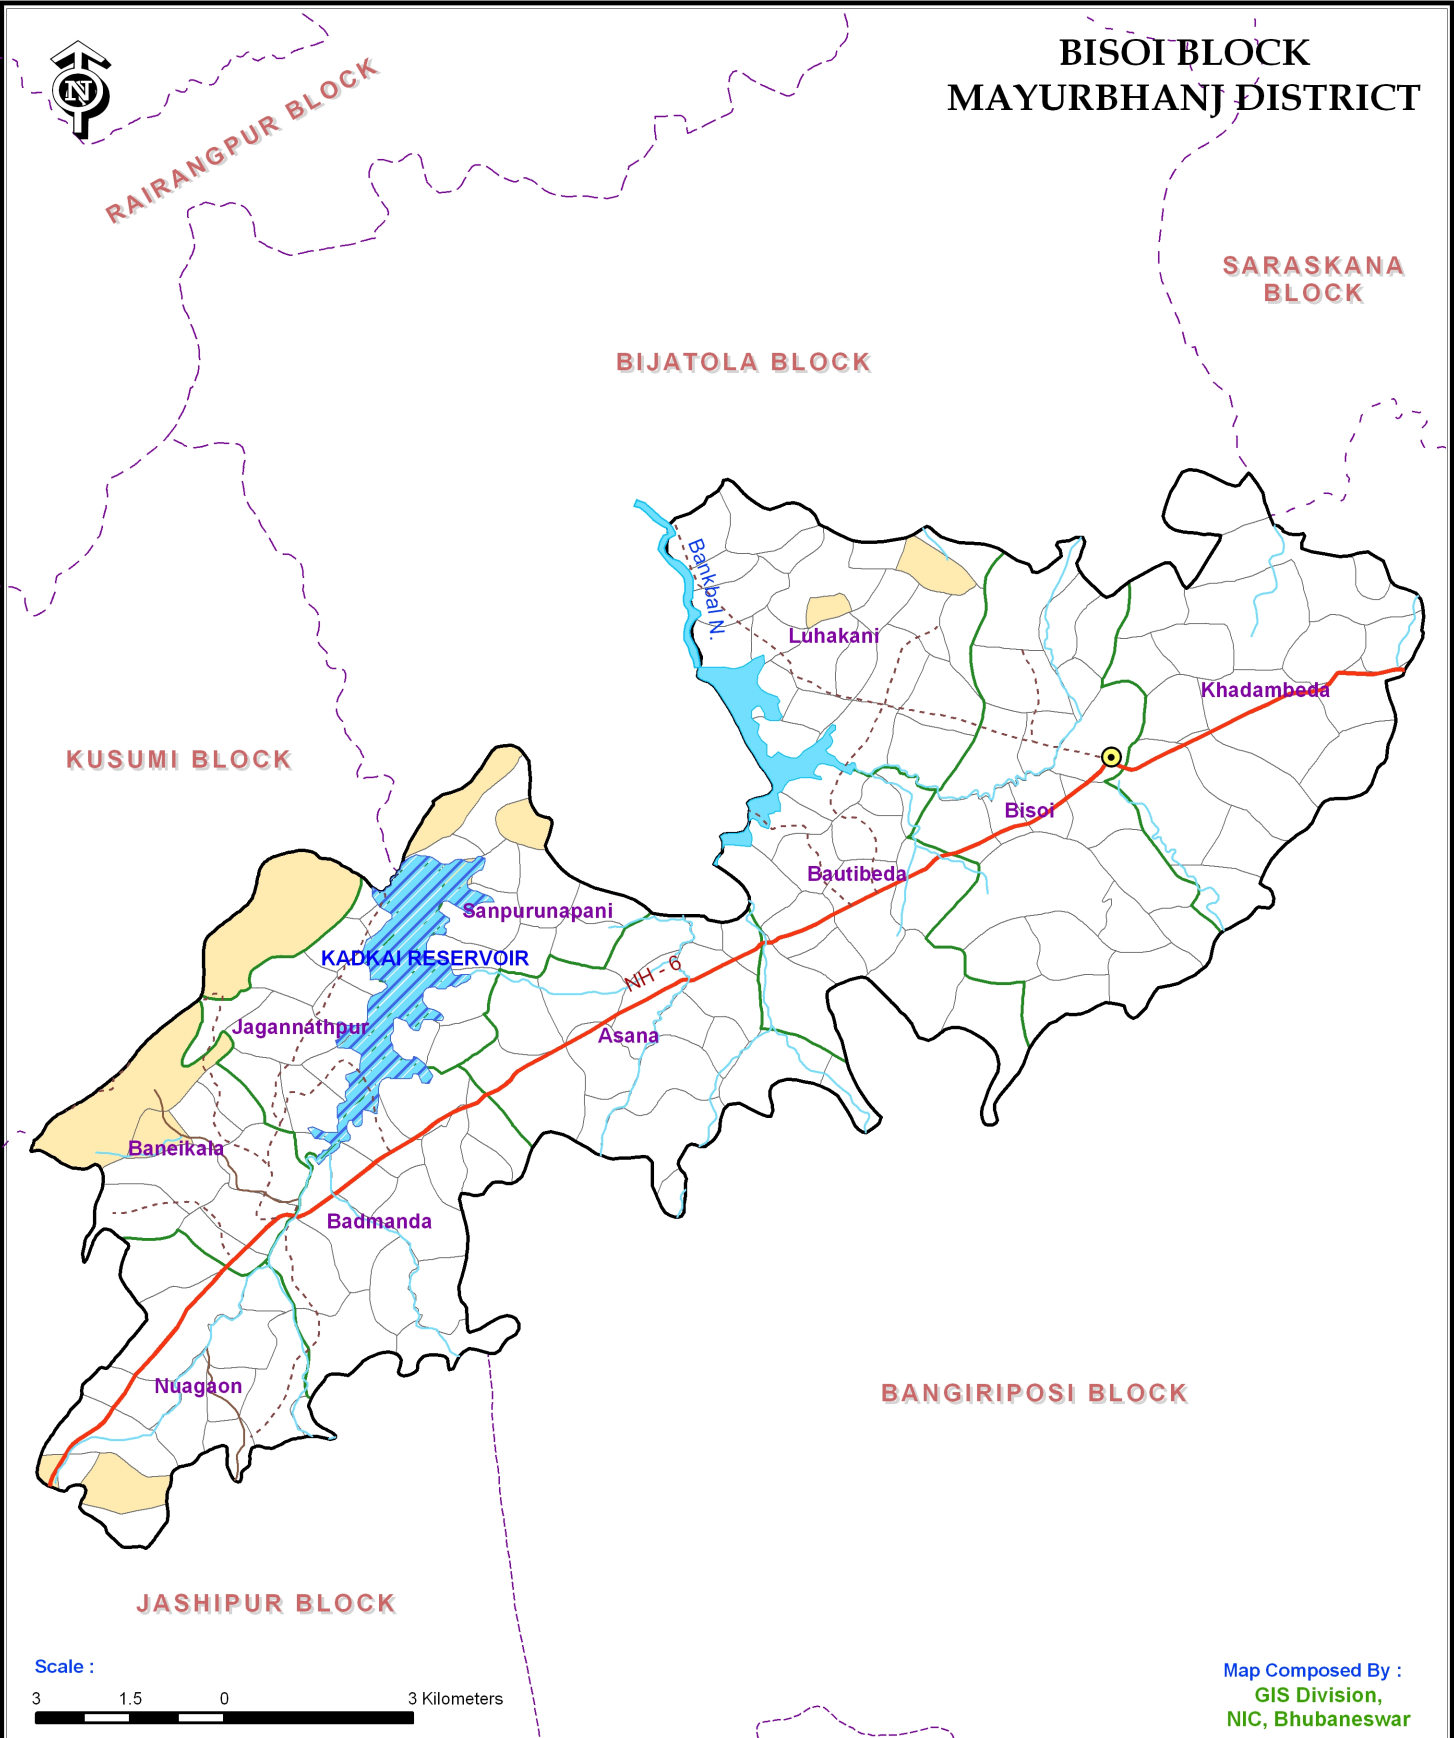 BISOI BLOCK
MAYURBHANJ DISTRICT
N
RAIRANGPUR BLOCK
SARASKANA
BLOCK
BIJATOLA BLOCK
Bankbal N.
Luhakani
Khadambeda
KUSUMI BLOCK
Bisoi
Bautibeda
Sanpurunapani
KADKAI RESERVOIR
NH - 6
Jagannathpur
Asana
Baneikala
Badmanda
Nuagaon
BANGIRIPOSI BLOCK
JASHIPUR BLOCK
Scale :
3 1.5 0 3 Kilometers
Map Composed By :
GIS Division,
NIC, Bhubaneswar